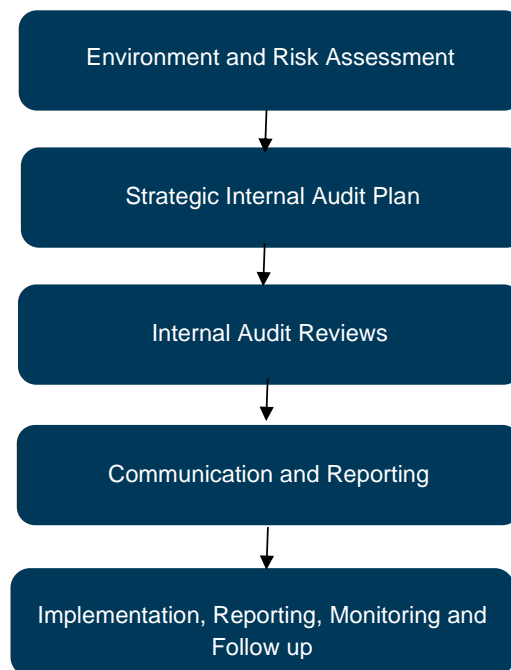 Environment and Risk Assessment
Strategic Internal Audit Plan
Internal Audit Reviews
Communication and Reporting
Implementation, Reporting, Monitoring and
Follow up